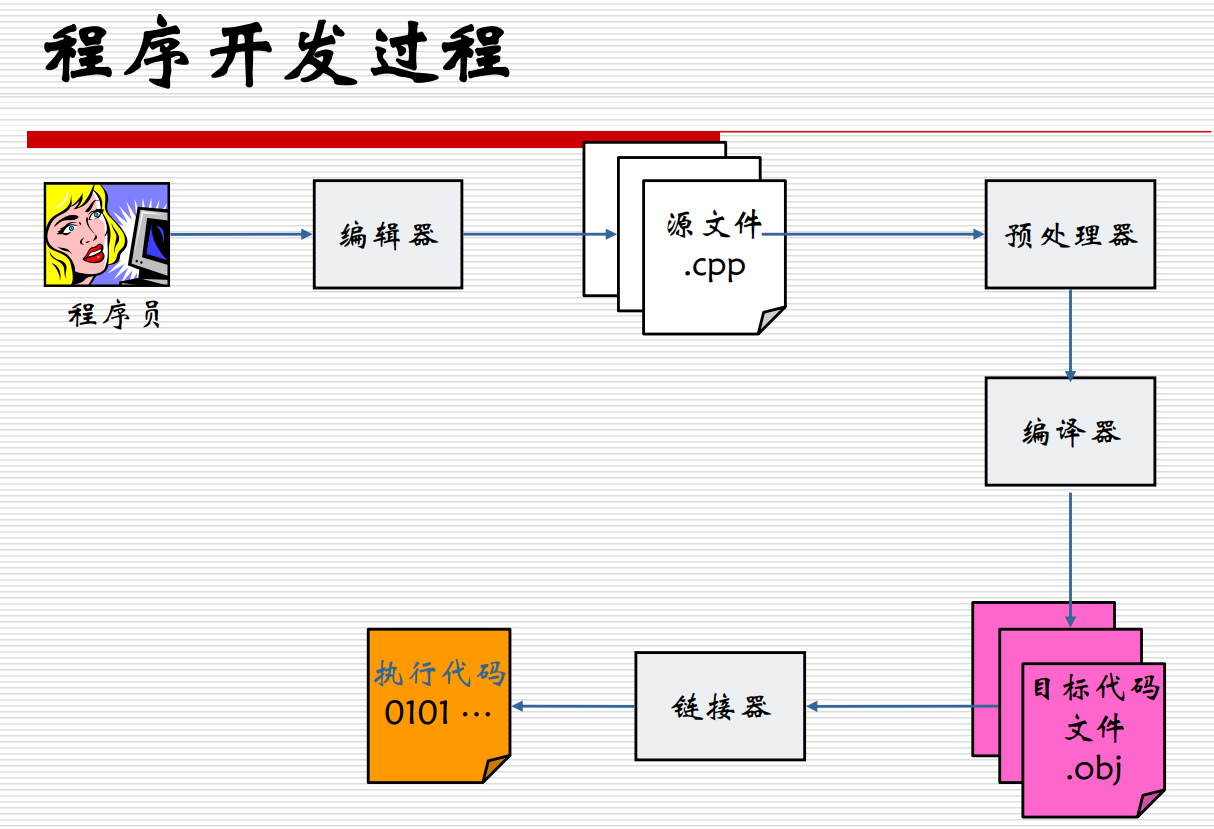 程序开发过程
编辑器
源文件
.cpp
预处理器
程序员
编译器
执行代码
0101 …
链接器
目标代码
文件
.obj